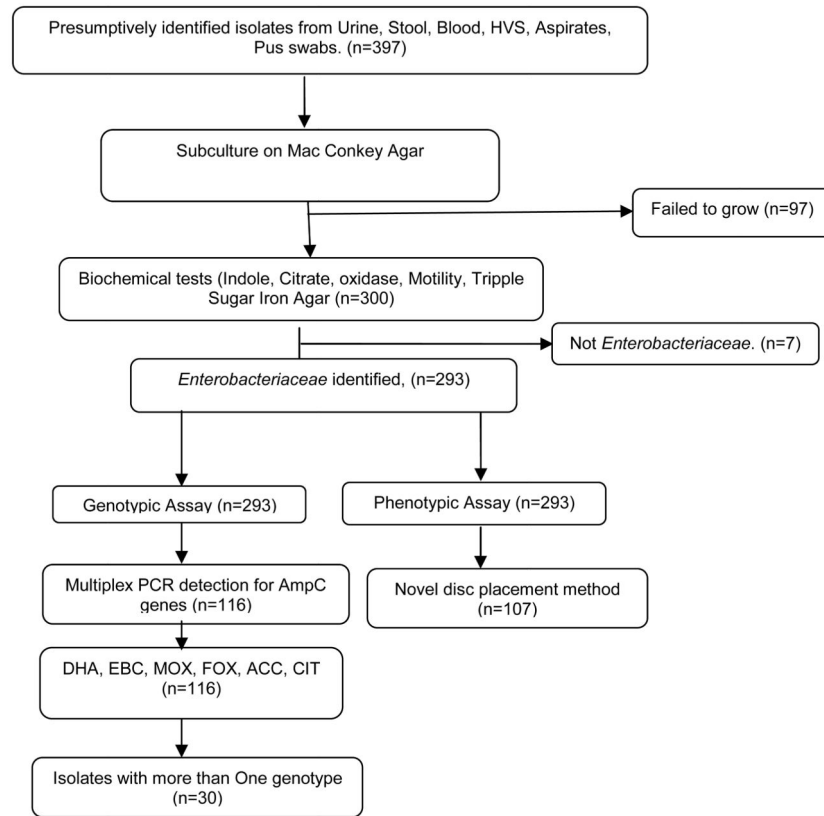 Presumptively identified isolates from Urine, Stool, Blood, HVS, Aspirates,
Pus swabs. (n=397)
Subculture on Mac Conkey Agar
Failed to grow (n=97)
Biochemical tests (Indole, Citrate, oxidase, Motility, Tripple
Sugar Iron Agar (n=300)
Not Enterobacteriaceae. (n=7)
Enterobacteriaceae identified, (n=293)
Genotypic Assay (n=293)
Phenotypic Assay (n=293)
Multiplex PCR detection for AmpC
genes (n=116)
Novel disc placement method
(n=107)
DHA, EBC, MOX, FOX, ACC, CIT
(n=116)
Isolates with more than One genotype
(n=30)